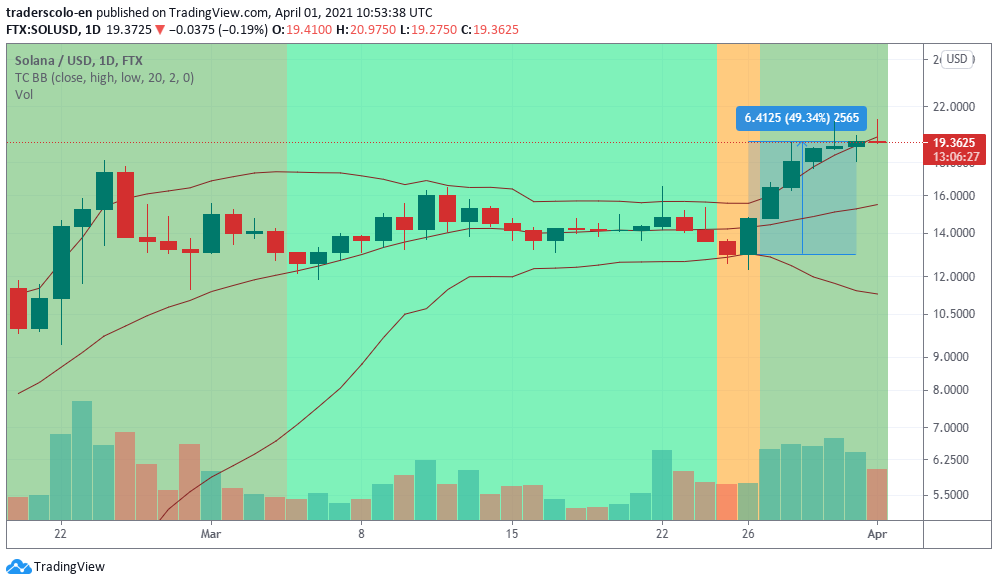 traderscolo-en published on TradingView.com, April 01, 2021 10:53:38 UTC
FTX:SOLUSD, 1D 19.3725 ▼ −0.0375 (−0.19%) O:19.4100 H:20.9750 L:19.2750 C:19.3625
Solana / USD, 1D, FTX
TC BB (close, high, low, 20, 2, 0)
Vol
USD
6.4125 (49.34%) 2565
22.0000
19.3625
13:06:27
16.0000
14.0000
12.0000
10.5000
9.0000
8.0000
7.0000
6.2500
5.5000
22 Mar 8 15 22 26 Apr
TradingView